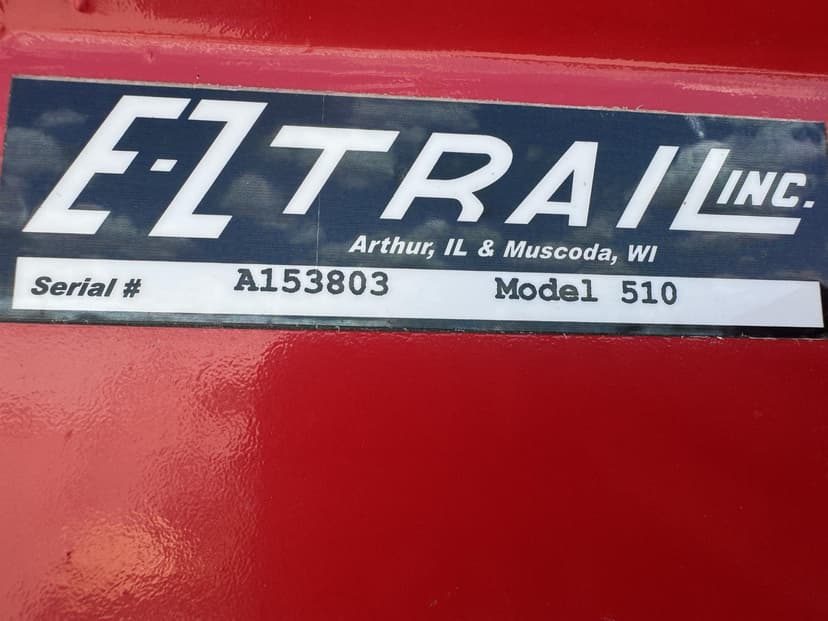 E-Z TRAIL INC.
Arthur, IL & Muscoda, WI
Serial # A153803 Model 510